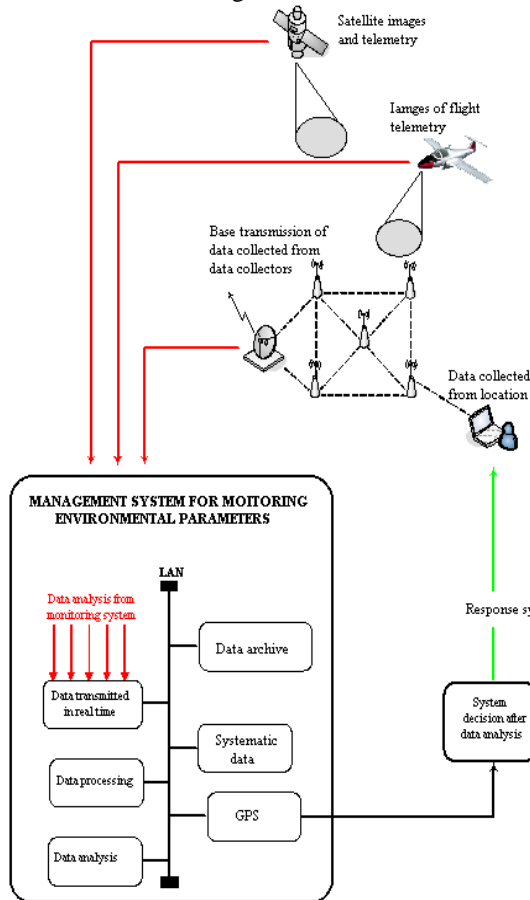 Satellite images
and telemetry
Iamges of flight
telemetry
Base transmission of
data collected from
data collectors
Data collected
from location
MANAGEMENT SYSTEM FOR MOITORING
ENVIRONMENTAL PARAMETERS
LAN
Data analysis from
monitoring system
Data archive
Data transmitted
in real time
Systematic
data
Data processing
GPS
Data analysis
Response sy
System
decision after
data analysis